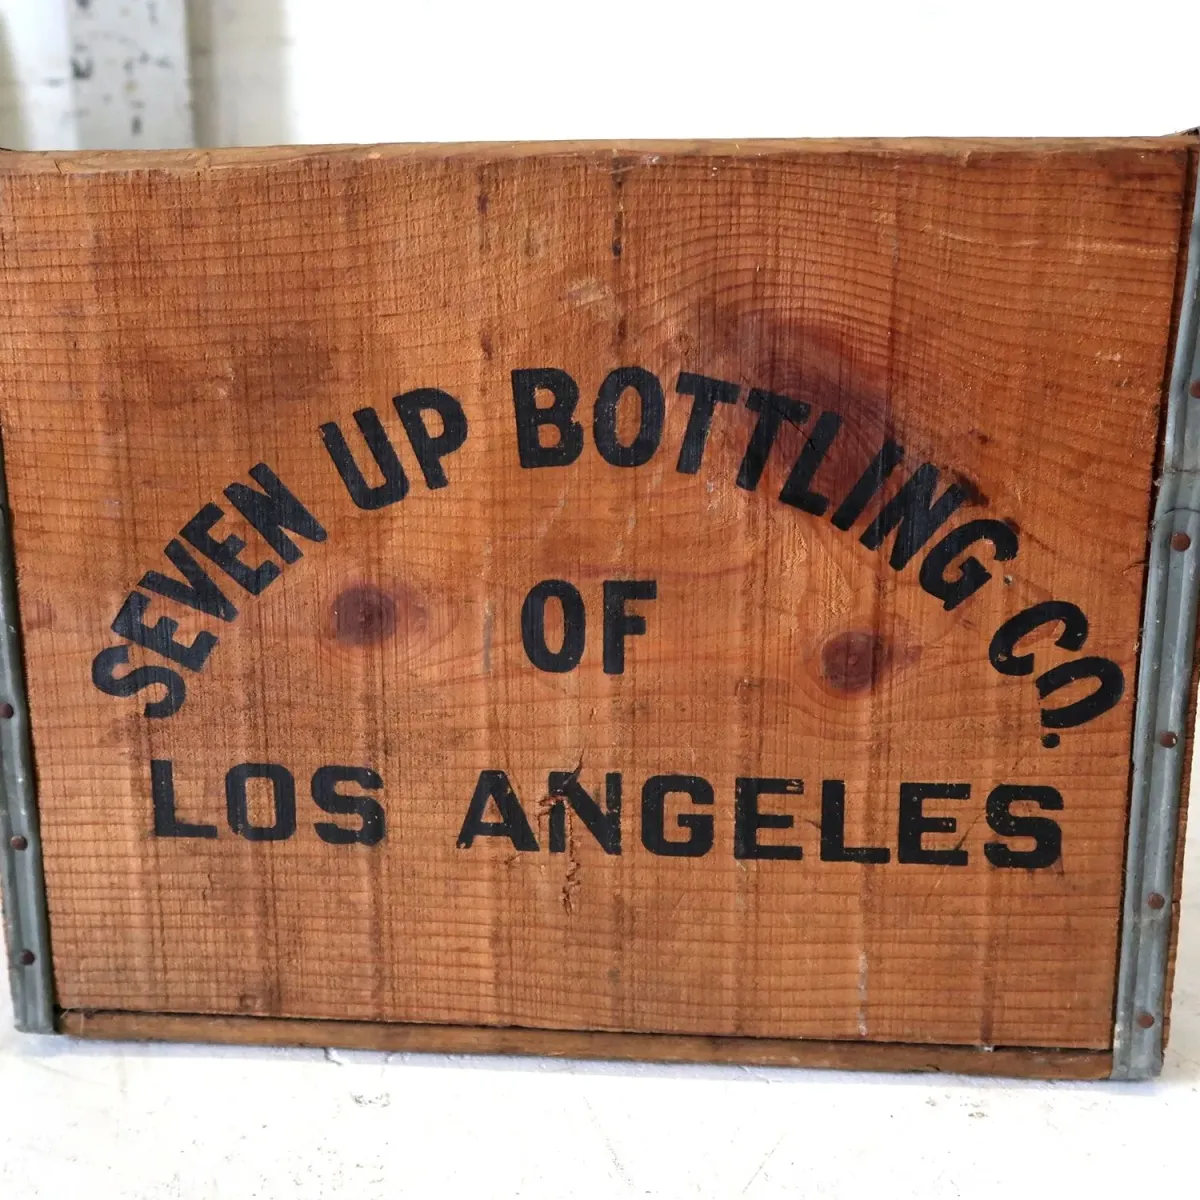 SEVEN UP BOTTLING CO.
OF
LOS ANGELES